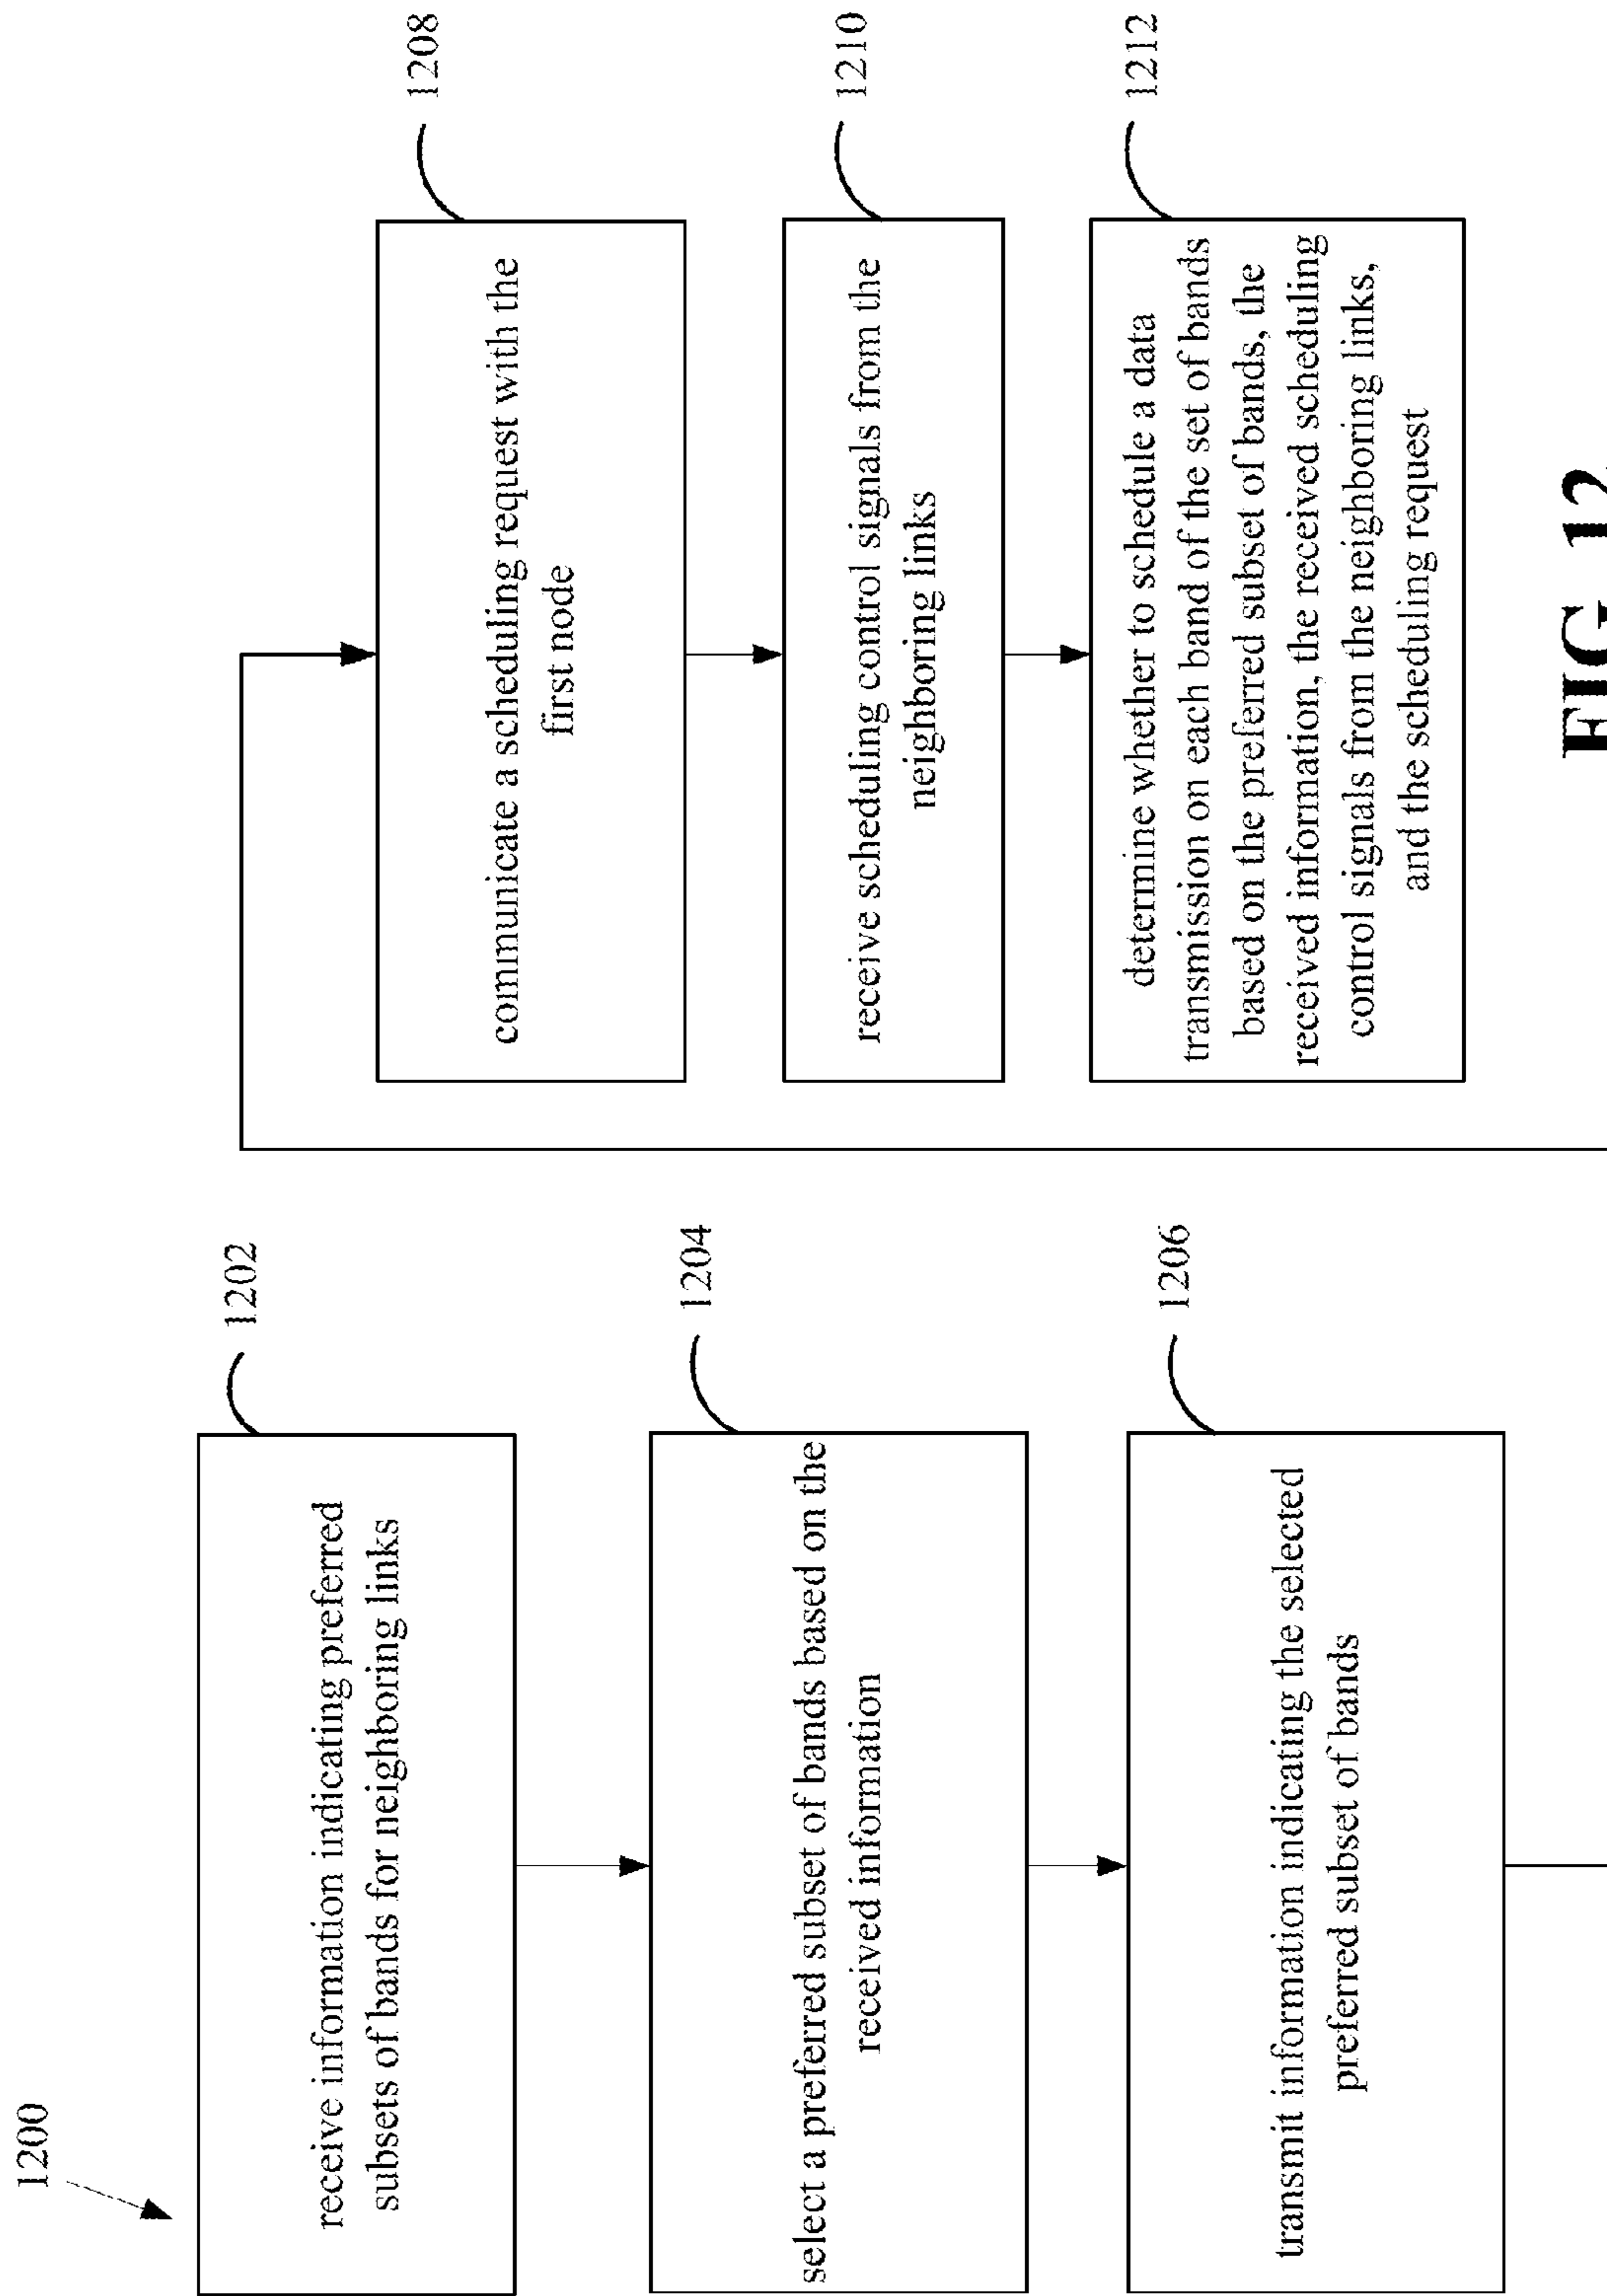 1200
1202
receive information indicating preferred
subsets of bands for neighboring links
1204
select a preferred subset of bands based on the
received information
1206
transmit information indicating the selected
preferred subset of bands
1208
communicate a scheduling request with the
first node
1210
receive scheduling control signals from the
neighboring links
1212
determine whether to schedule a data
transmission on each band of the set of bands
based on the preferred subset of bands, the
received information, the received scheduling
control signals from the neighboring links,
and the scheduling request
FIG 12